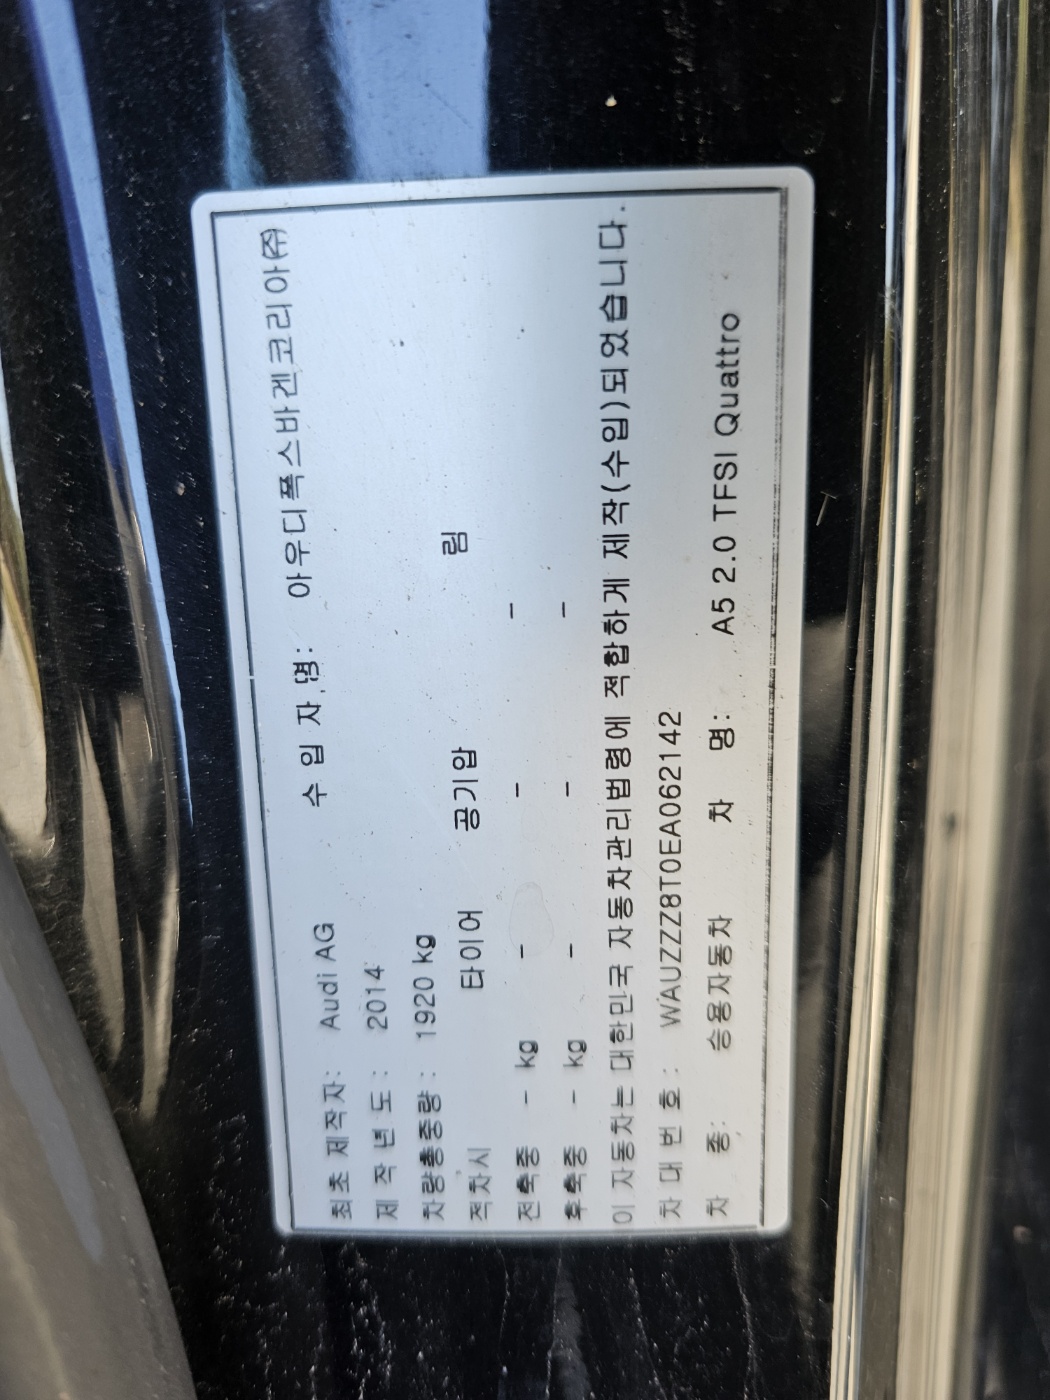 최초 제작자: Audi AG 수 입 자 명: 아우디폭스바겐코리아㈜
제 작 년 도 : 2014
차량총중량 : 1920 kg
적차시 타이어 공기압 림
전축중 - kg - - -
후축중 - kg - - -
이 자동차는 대한민국 자동차관리법령에 적합하게 제작(수입)되었습니다.
차 대 번 호 : WAUZZZ8T0EA062142
차 종: 승용자동차 차 명: A5 2.0 TFSI Quattro